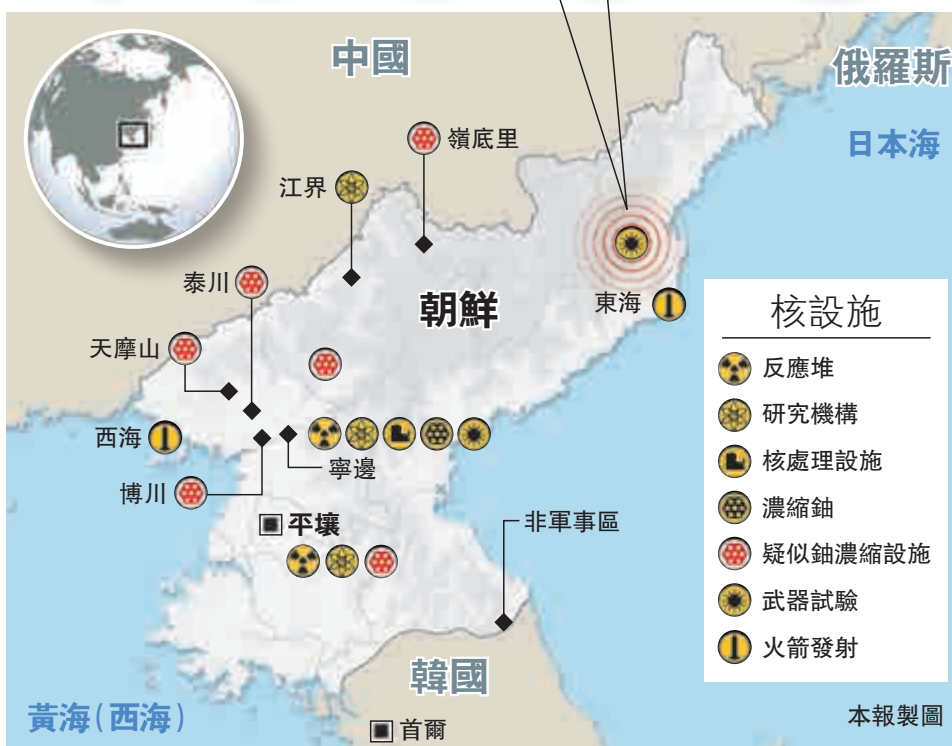 中國
俄羅斯
日本海
嶺底里
江界
泰川
朝鮮
東海
天摩山
西海
寧邊
博川
平壤
非軍事區
韓國
黃海(西海)
首爾
核設施
反應堆
研究機構
核處理設施
濃縮鈾
疑似鈾濃縮設施
武器試驗
火箭發射
本報製圖